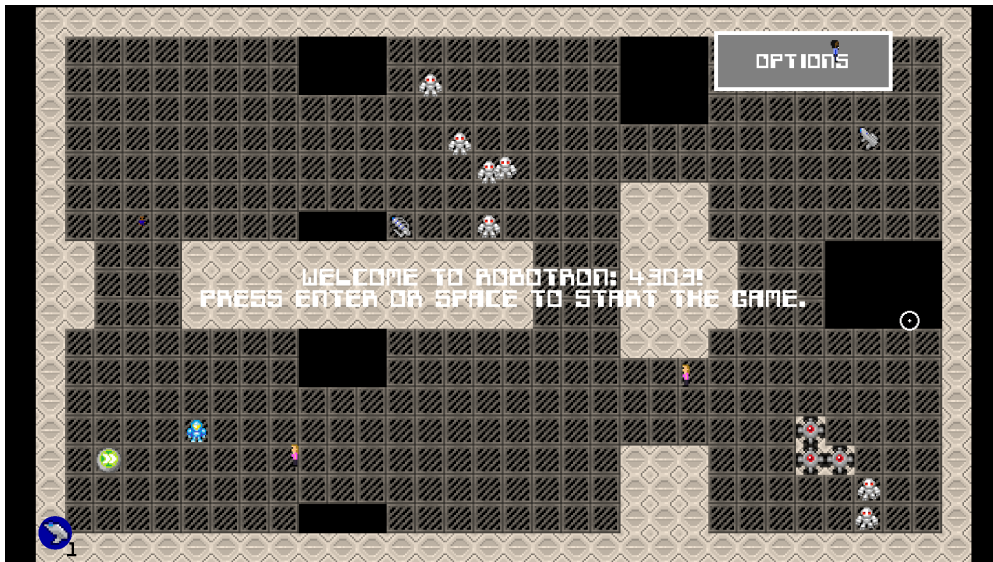 OPTIONS
WELCOME TO ROBOTRON: 4303!
PRESS ENTER OR SPACE TO START THE GAME.
1